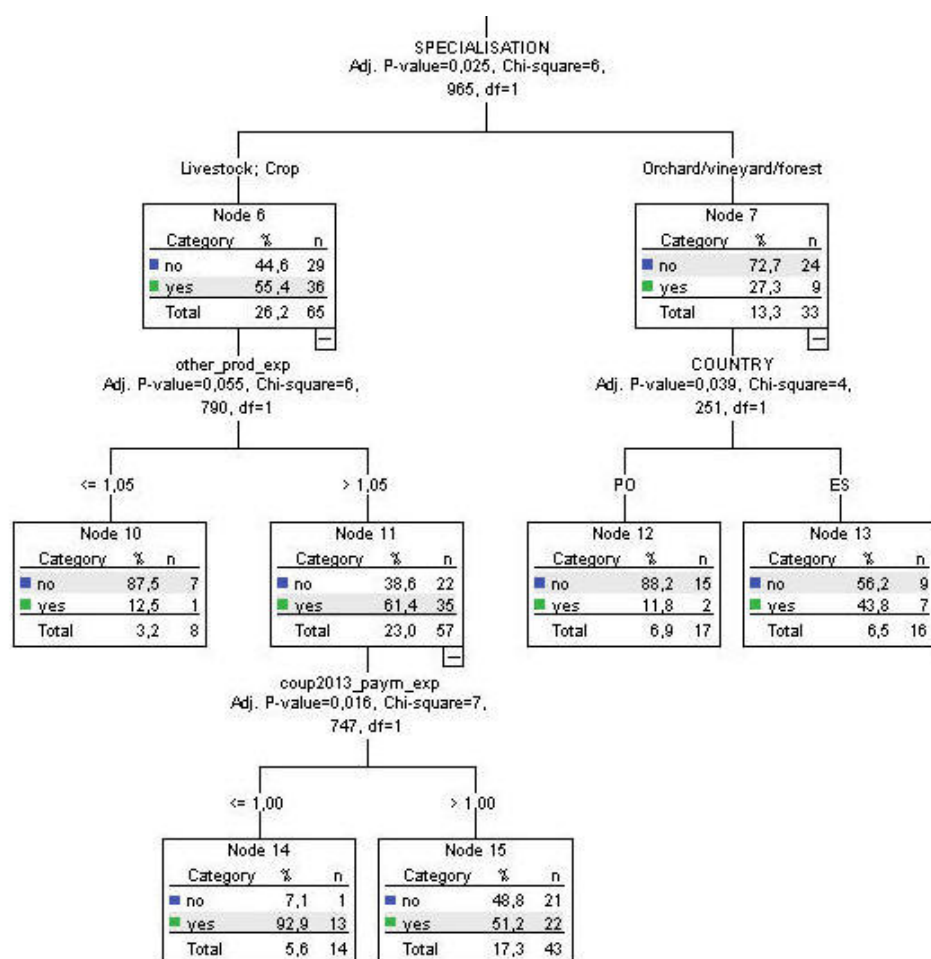 SPECIALISATION
Adj. P-value=0,025, Chi-square=6,
965, df=1
Livestock; Crop
Orchard/vineyard/forest
Node 6
Category % n
no 44,6 29
yes 55,4 36
Total 26,2 65
Node 7
Category % n
no 72,7 24
yes 27,3 9
Total 13,3 33
other_prod_exp
Adj. P-value=0,055, Chi-square=6,
790, df=1
COUNTRY
Adj. P-value=0,039, Chi-square=4,
251, df=1
<= 1,05
> 1,05
PO
ES
Node 10
Category % n
no 87,5 7
yes 12,5 1
Total 3,2 8
Node 11
Category % n
no 38,6 22
yes 61,4 35
Total 23,0 57
Node 12
Category % n
no 88,2 15
yes 11,8 2
Total 6,9 17
Node 13
Category % n
no 56,2 9
yes 43,8 7
Total 6,5 16
coup2013_paym_exp
Adj. P-value=0,016, Chi-square=7,
747, df=1
<= 1,00
> 1,00
Node 14
Category % n
no 7,1 1
yes 92,9 13
Total 5,6 14
Node 15
Category % n
no 48,8 21
yes 51,2 22
Total 17,3 43